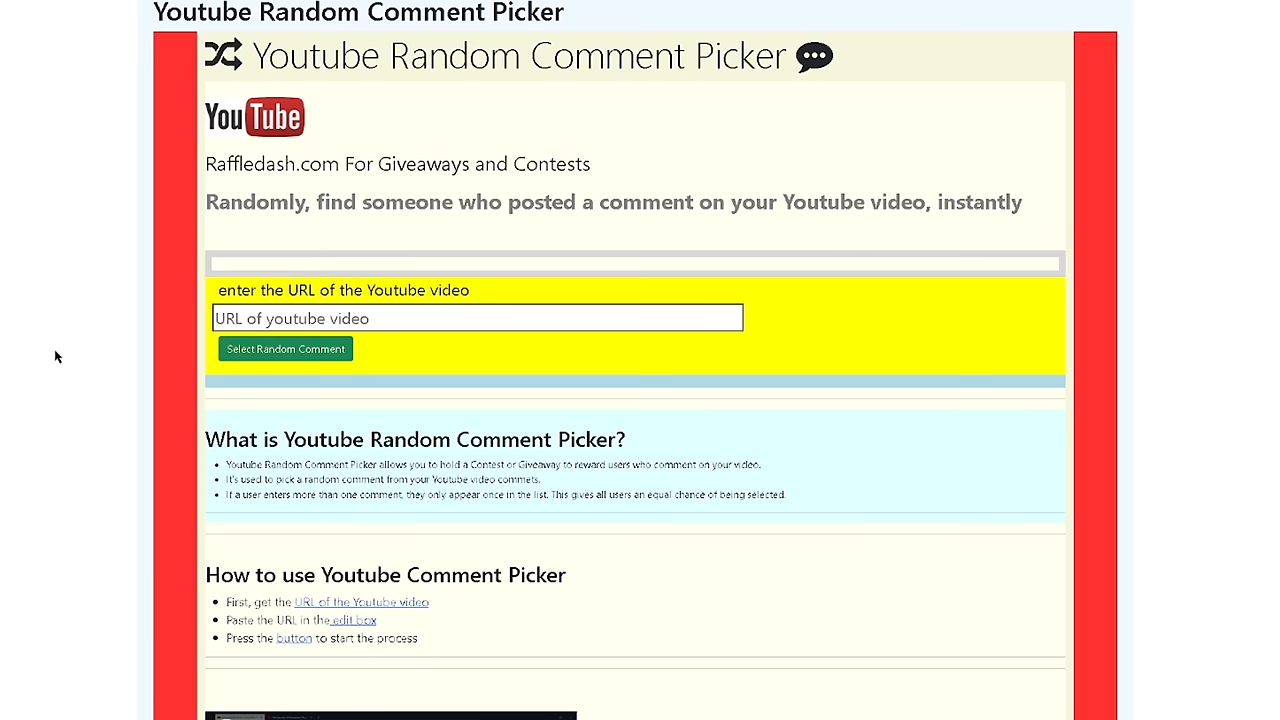 Youtube Random Comment Picker
Youtube Random Comment Picker
YouTube
Raffledash.com For Giveaways and Contests
Randomly, find someone who posted a comment on your Youtube video, instantly
enter the URL of the Youtube video
URL of youtube video
Select Random Comment
What is Youtube Random Comment Picker?
Youtube Random Comment Picker allows you to hold a Contest or Giveaway to reward users who comment on your video.
It's used to pick a random comment from your Youtube video commets.
If a user enters more than one comment, they only appear once in the list. This gives all users an equal chance of being selected.
How to use Youtube Comment Picker
First, get the URL of the Youtube video
Paste the URL in the edit box
Press the button to start the process